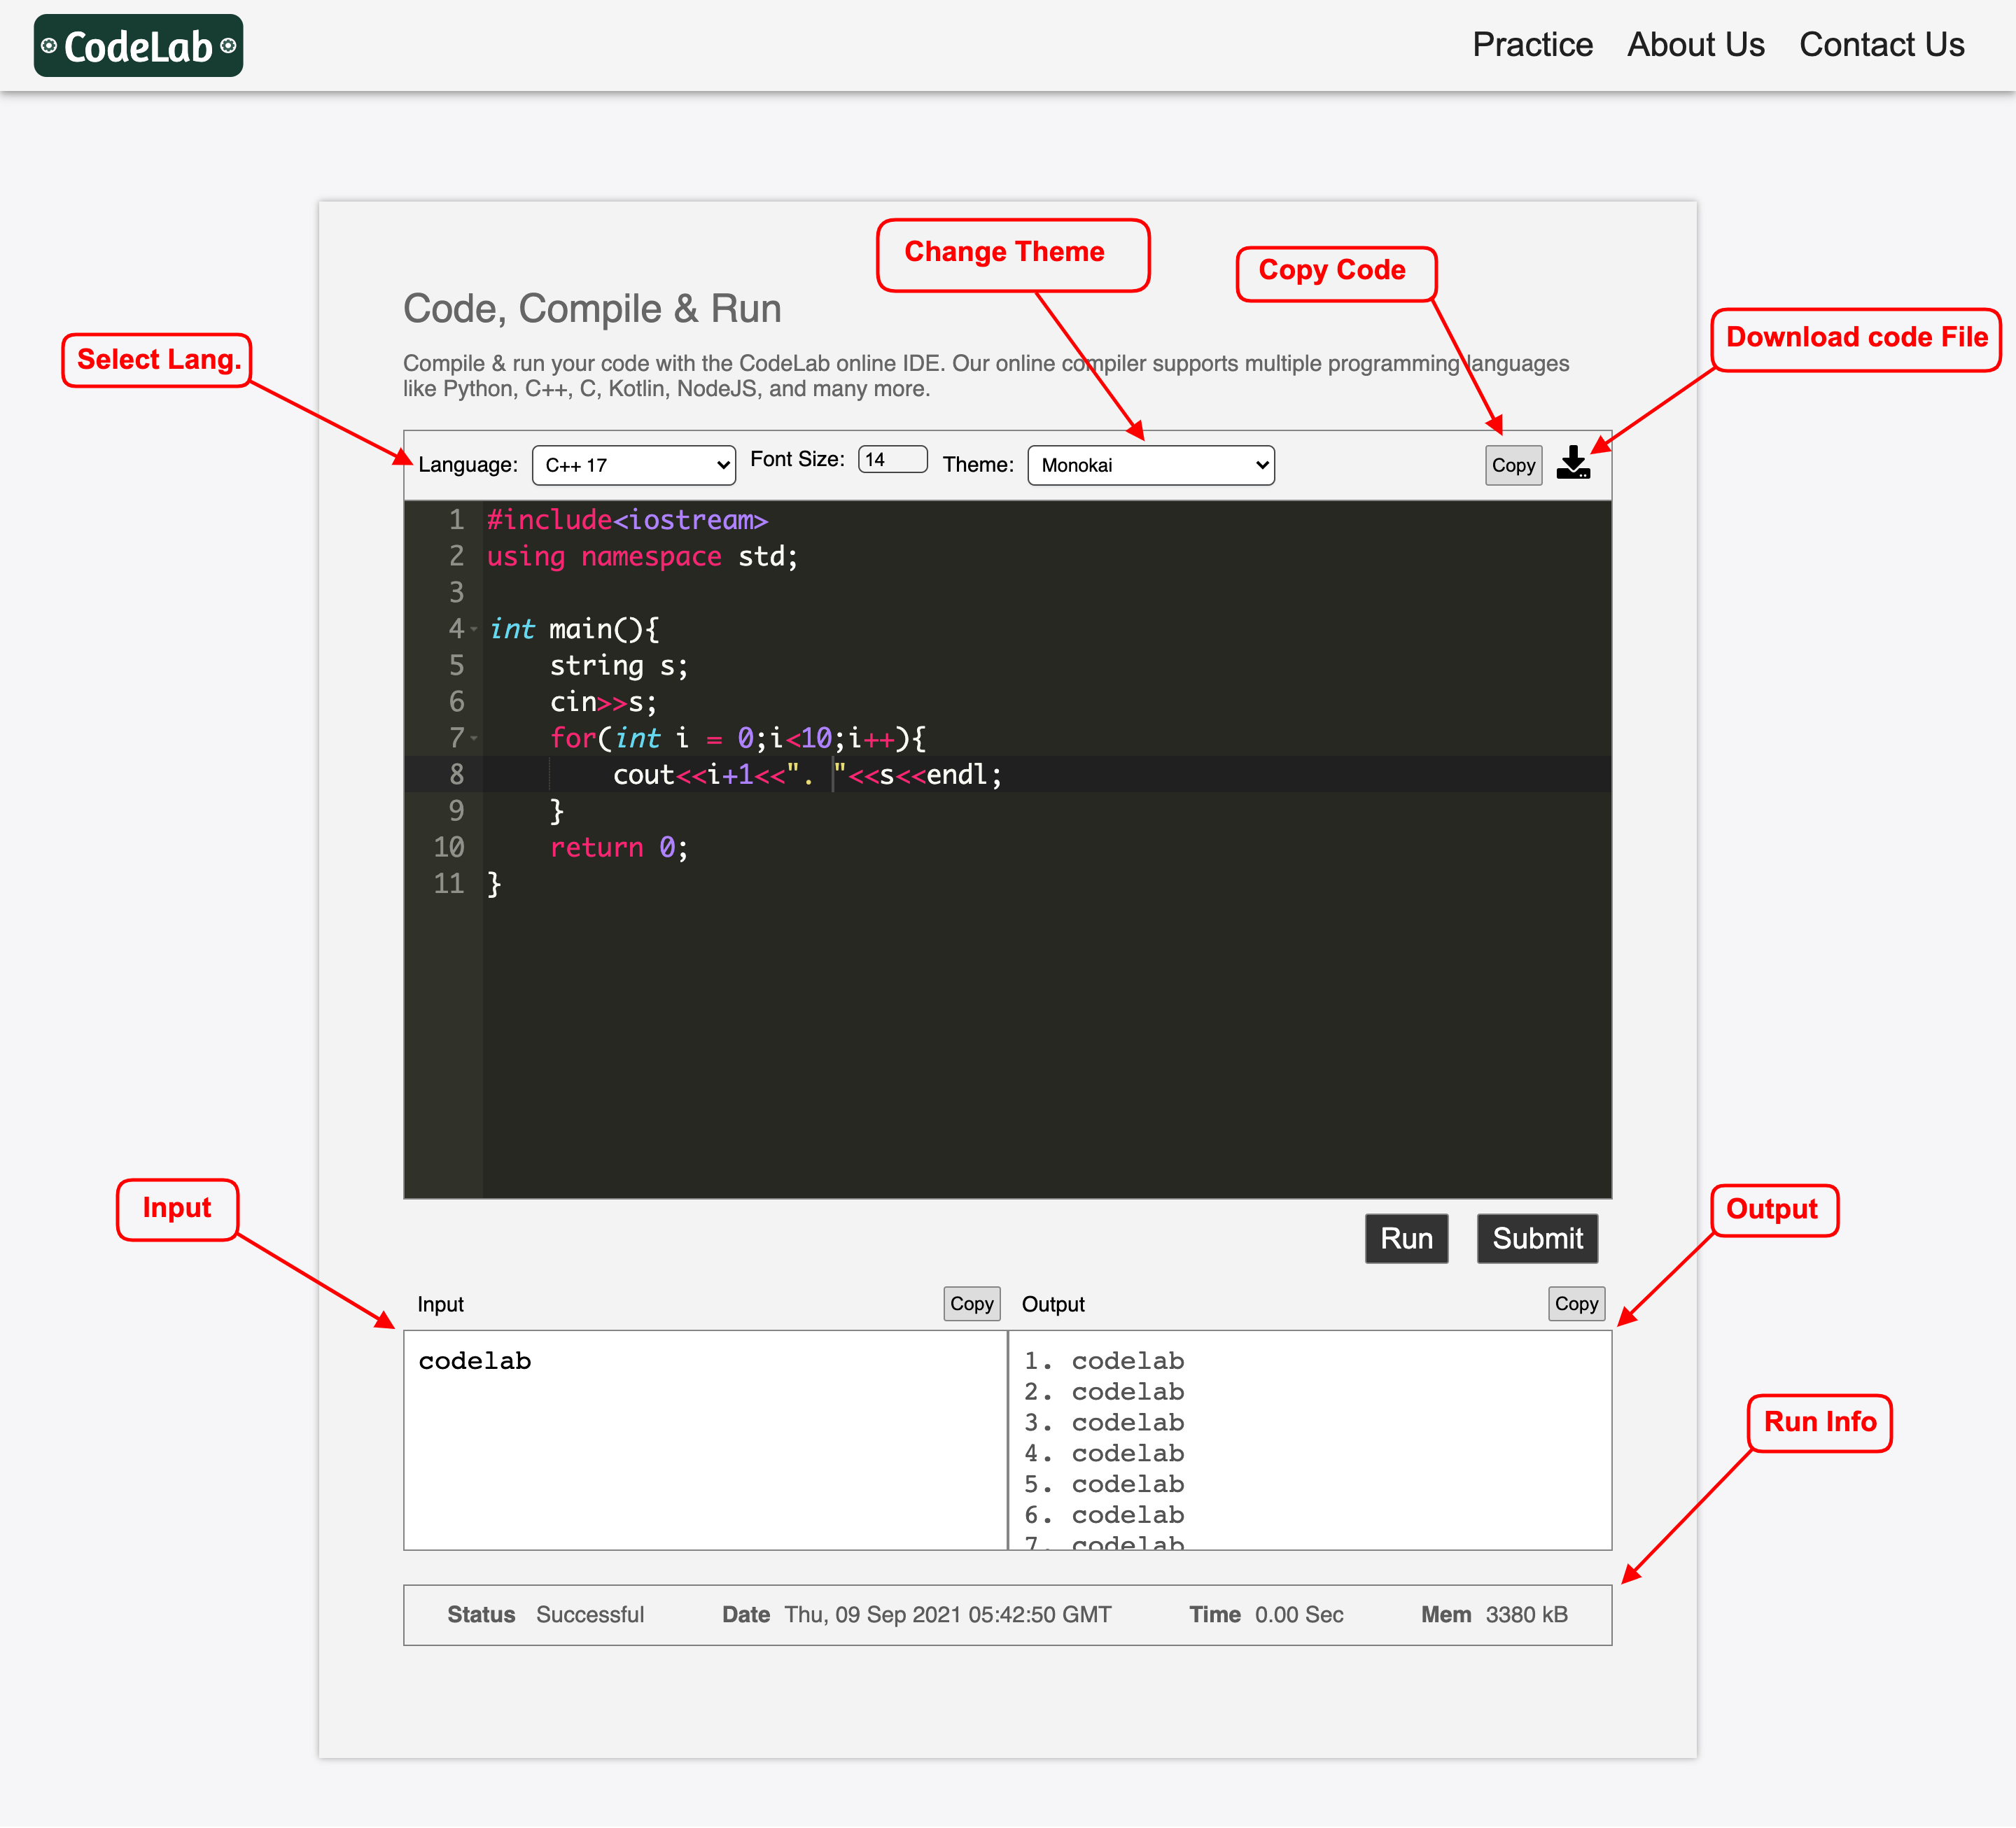 CodeLab
Practice About Us Contact Us
Change Theme
Copy Code
Code, Compile & Run
Download code File
Select Lang.
Compile & run your code with the CodeLab online IDE. Our online compiler supports multiple programming languages
like Python, C++, C, Kotlin, NodeJS, and many more.
Language: C++ 17 Font Size: 14 Theme: Monokai Copy
1 #include<iostream>
2 using namespace std;
3
4 int main(){
5     string s;
6     cin>>s;
7     for(int i = 0;i<10;i++){
8         cout<<i+1<<". "<<s<<endl;
9     }
10     return 0;
11 }
Input
Output
Run Submit
Input Copy Output Copy
codelab
1. codelab
2. codelab
3. codelab
4. codelab
5. codelab
6. codelab
7. codelab
Run Info
Status Successful Date Thu, 09 Sep 2021 05:42:50 GMT Time 0.00 Sec Mem 3380 kB